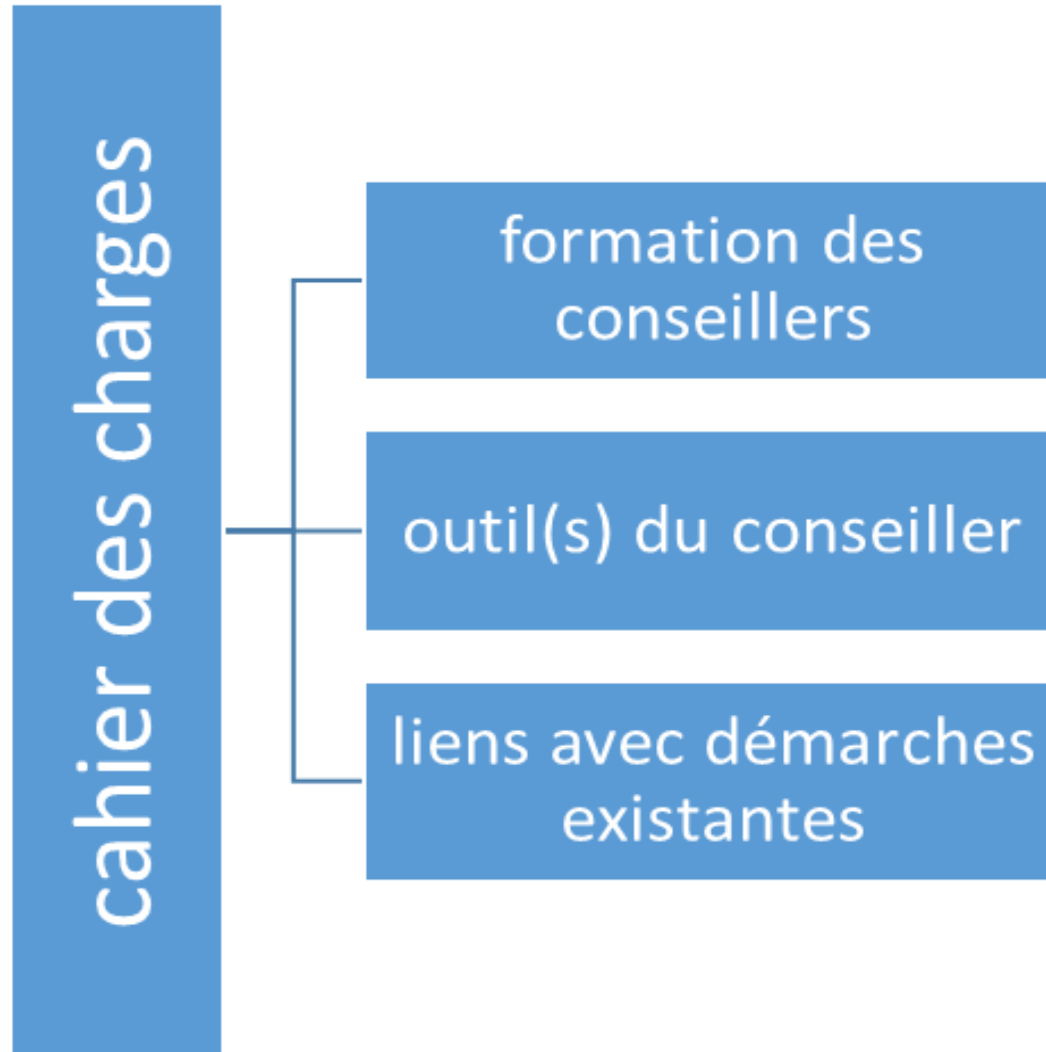 cahier des charges
formation des
conseillers
outil(s) du conseiller
liens avec démarches
existantes